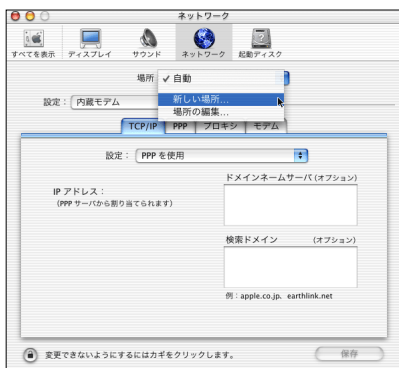 ネットワーク
すべてを表示 ディスプレイ サウンド ネットワーク 起動ディスク
場所 ✓ 自動
新しい場所...
場所の編集...
設定： 内蔵モデム
TCP/IP PPP プロキシ モデム
設定： PPP を使用
ドメインネームサーバ (オプション)
IP アドレス：
(PPP サーバから割り当てられます)
検索ドメイン (オプション)
例：apple.co.jp、earthlink.net
変更できないようにするにはカギをクリックします。
保存